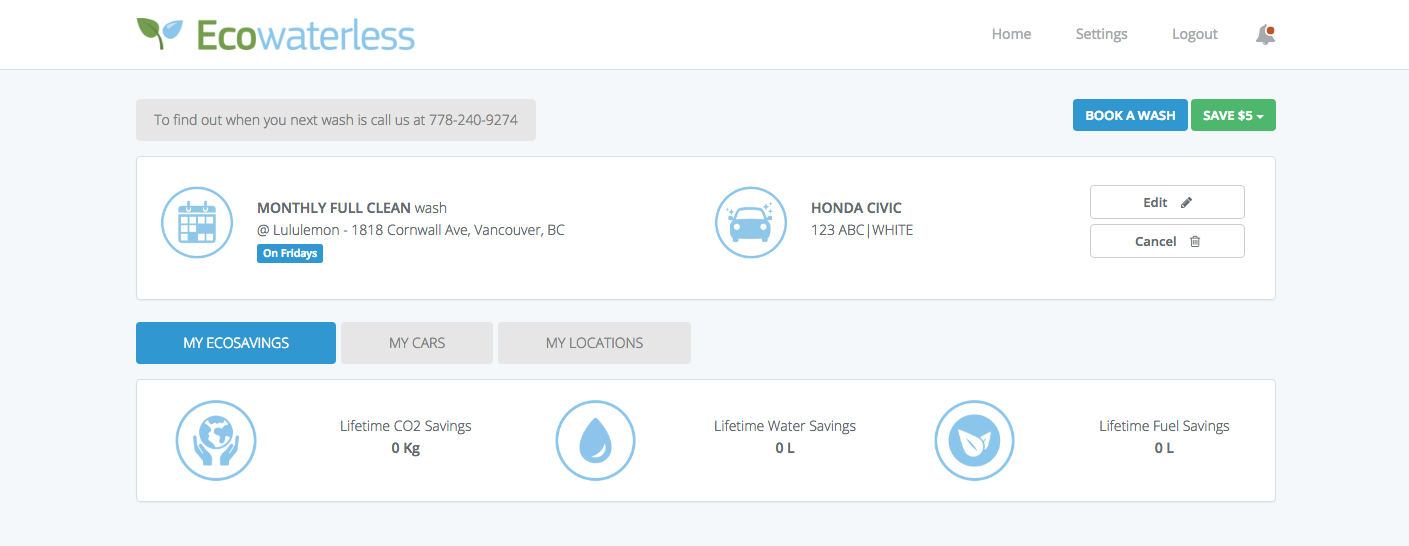 Ecowaterless
Home Settings Logout
To find out when you next wash is call us at 778-240-9274
BOOK A WASH SAVE $5
MONTHLY FULL CLEAN wash
@ Lululemon - 1818 Cornwall Ave, Vancouver, BC
On Fridays
HONDA CIVIC
123 ABC|WHITE
Edit
Cancel
MY ECOSAVINGS MY CARS MY LOCATIONS
Lifetime CO2 Savings
0 Kg
Lifetime Water Savings
0 L
Lifetime Fuel Savings
0 L